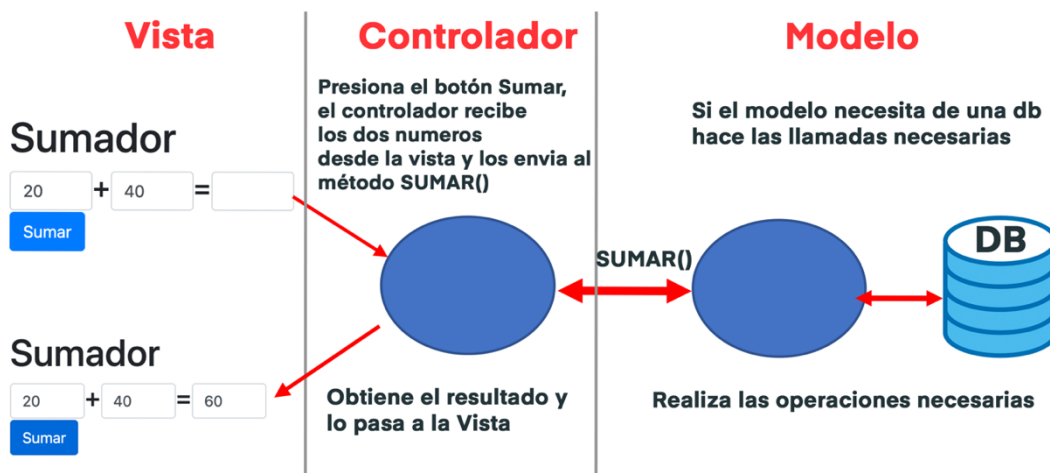 Vista
Sumador
20 + 40 =
Sumar
Sumador
20 + 40 = 60
Sumar
Controlador
Presiona el botón Sumar,
el controlador recibe
los dos numeros
desde la vista y los envia al
método SUMAR()
Obtiene el resultado y
lo pasa a la Vista
SUMAR()
Modelo
Si el modelo necesita de una db
hace las llamadas necesarias
DB
Realiza las operaciones necesarias